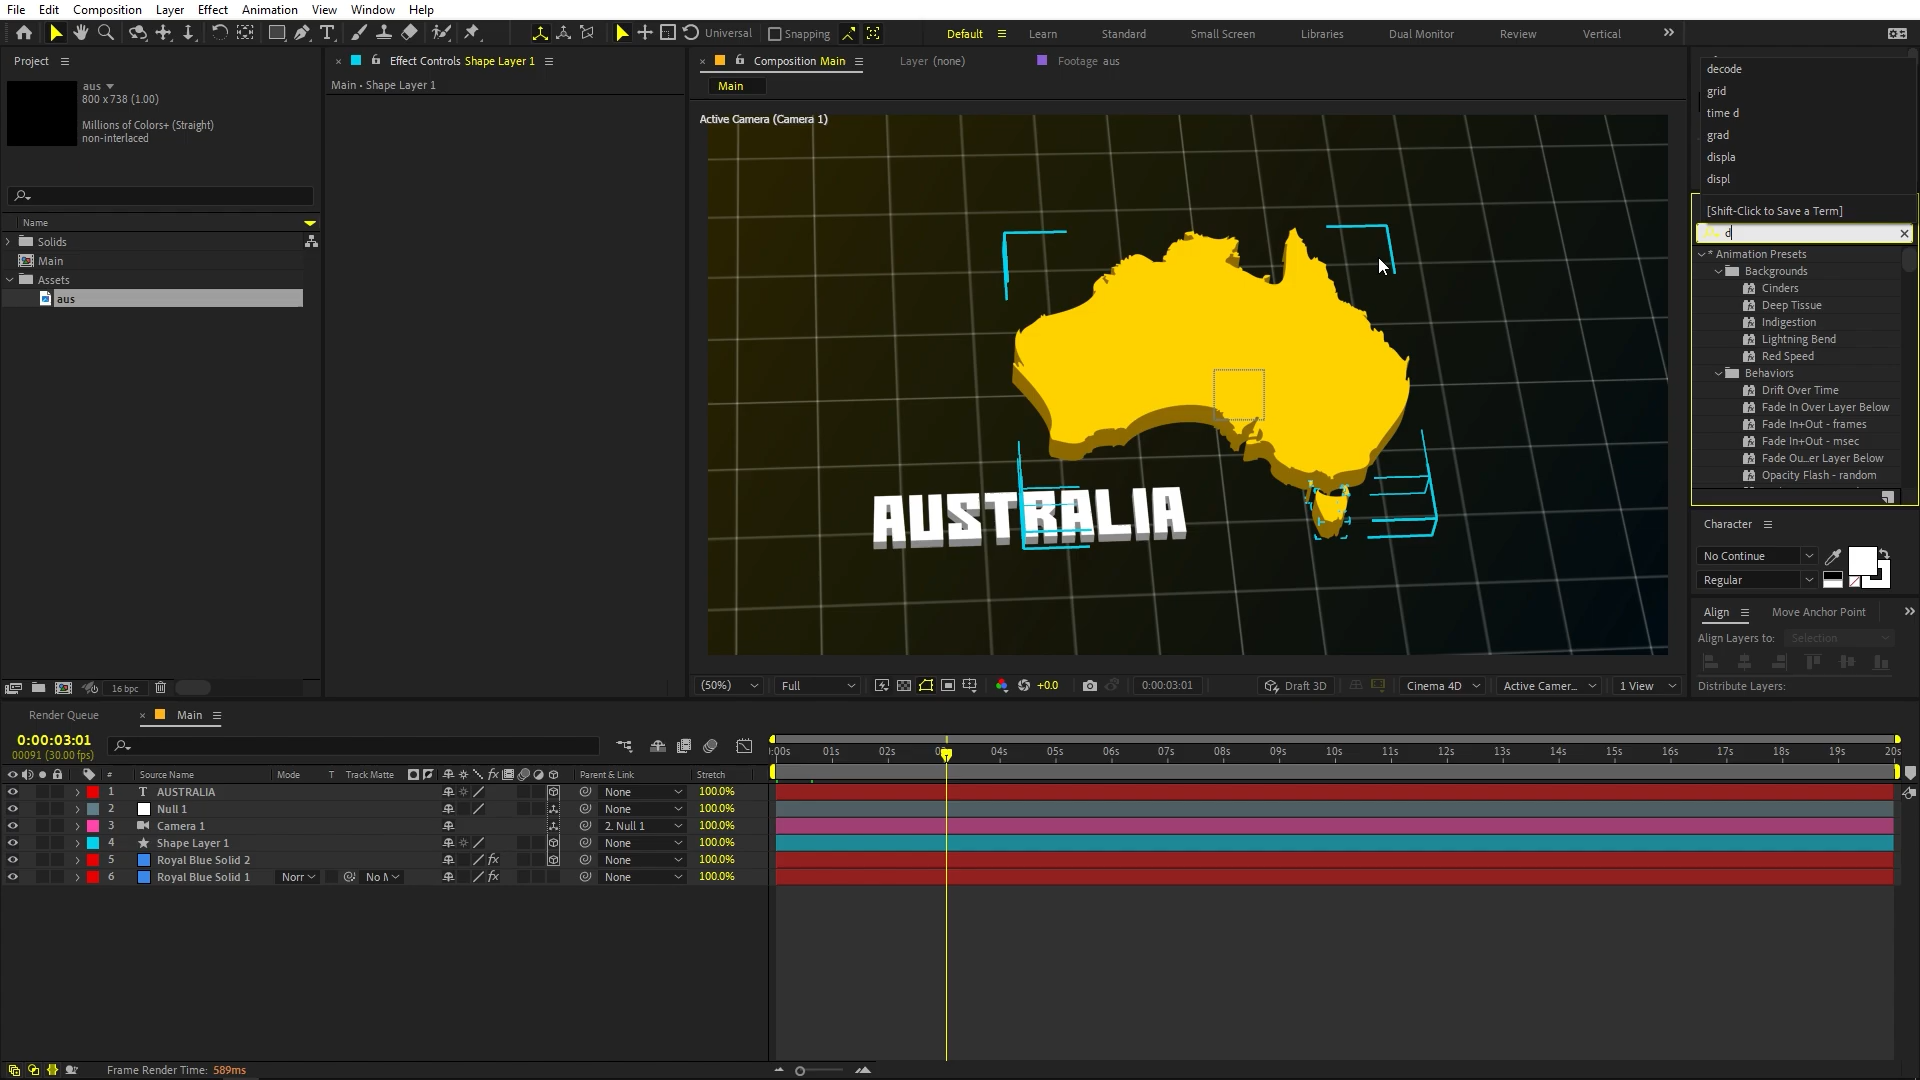 File Edit Composition Layer Effect Animation View Window Help
Universal Snapping Default Learn Standard Small Screen Libraries Dual Monitor Review Vertical
Project
aus
800 x 738 (1.00)
Millions of Colors+ (Straight)
non-interlaced
Name
Solids
Main
Assets
aus
16 bpc
Effect Controls Shape Layer 1
Main • Shape Layer 1
Composition Main Layer (none) Footage aus
Main
Active Camera (Camera 1)
AUSTRALIA
(50%) Full +0.0 0:00:03:01 Draft 3D Cinema 4D Active Camer... 1 View
decode
grid
time d
grad
displa
displ
[Shift-Click to Save a Term]
d
* Animation Presets
Backgrounds
Cinders
Deep Tissue
Indigestion
Lightning Bend
Red Speed
Behaviors
Drift Over Time
Fade In Over Layer Below
Fade In+Out - frames
Fade In+Out - msec
Fade Ou...er Layer Below
Opacity Flash - random
Character
No Continue
Regular
Align Move Anchor Point
Align Layers to: Selection
Distribute Layers:
Render Queue Main
0:00:03:01
00091 (30.00 fps)
# Source Name Mode T Track Matte fx Parent & Link Stretch
:00s 01s 02s 04s 05s 06s 07s 08s 09s 10s 11s 12s 13s 14s 15s 16s 17s 18s 19s 20s
1 T AUSTRALIA None 100.0%
2 Null 1 None 100.0%
3 Camera 1 2. Null 1 100.0%
4 Shape Layer 1 None 100.0%
5 Royal Blue Solid 2 fx None 100.0%
6 Royal Blue Solid 1 Norr No fx None 100.0%
Frame Render Time: 589ms